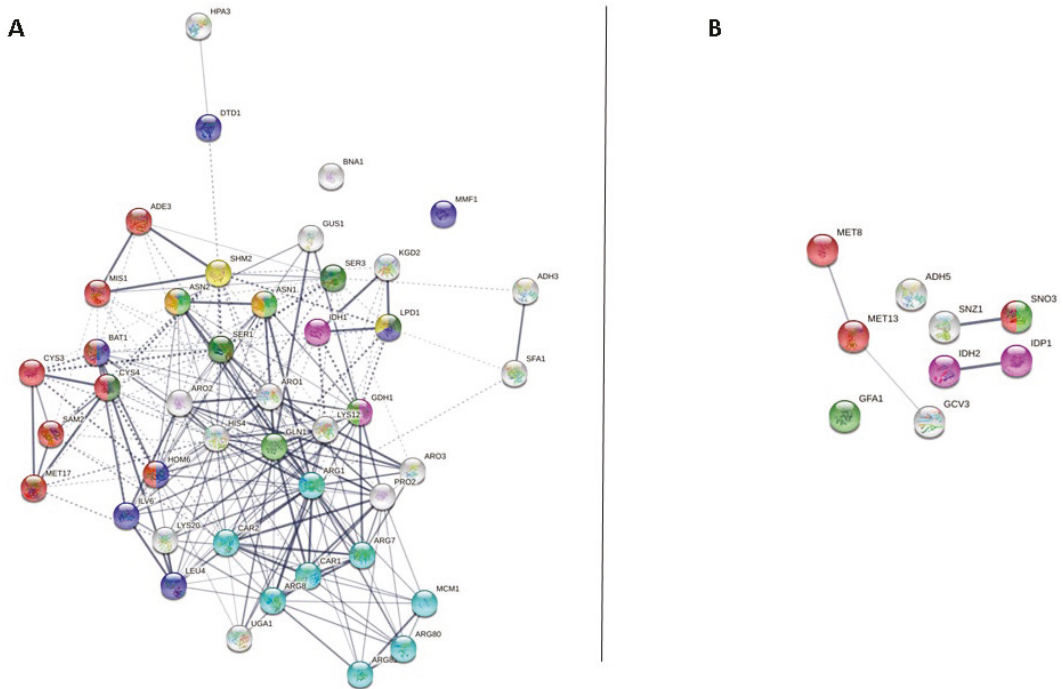 A
HPA3
DTD1
BNA1
MMF1
ADE3
GUS1
SHM2
SER3
KGD2
MIS1
ASN2
ASN1
ADH3
IDH1
LPD1
SER1
BAT1
CYS3
CYS4
SFA1
ARO2
ARO1
GDH1
LYS12
SAM2
HIS4
GLN1
ARO3
MET17
HOM6
ARG1
PRO2
ILV6
LYS20
CAR2
ARG7
LEU4
CAR1
ARG8
MCM1
UGA1
ARG80
B
MET8
ADH5
SNZ1
SNO3
MET13
IDH2
IDP1
GFA1
GCV3